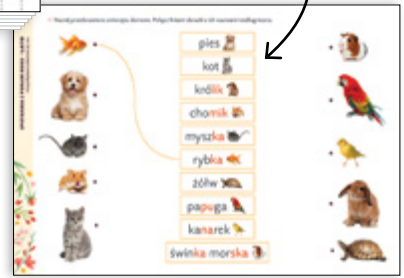 pies
kot
królik
chomik
myszka
rybka
żółw
papuga
kanarek
świnka morska